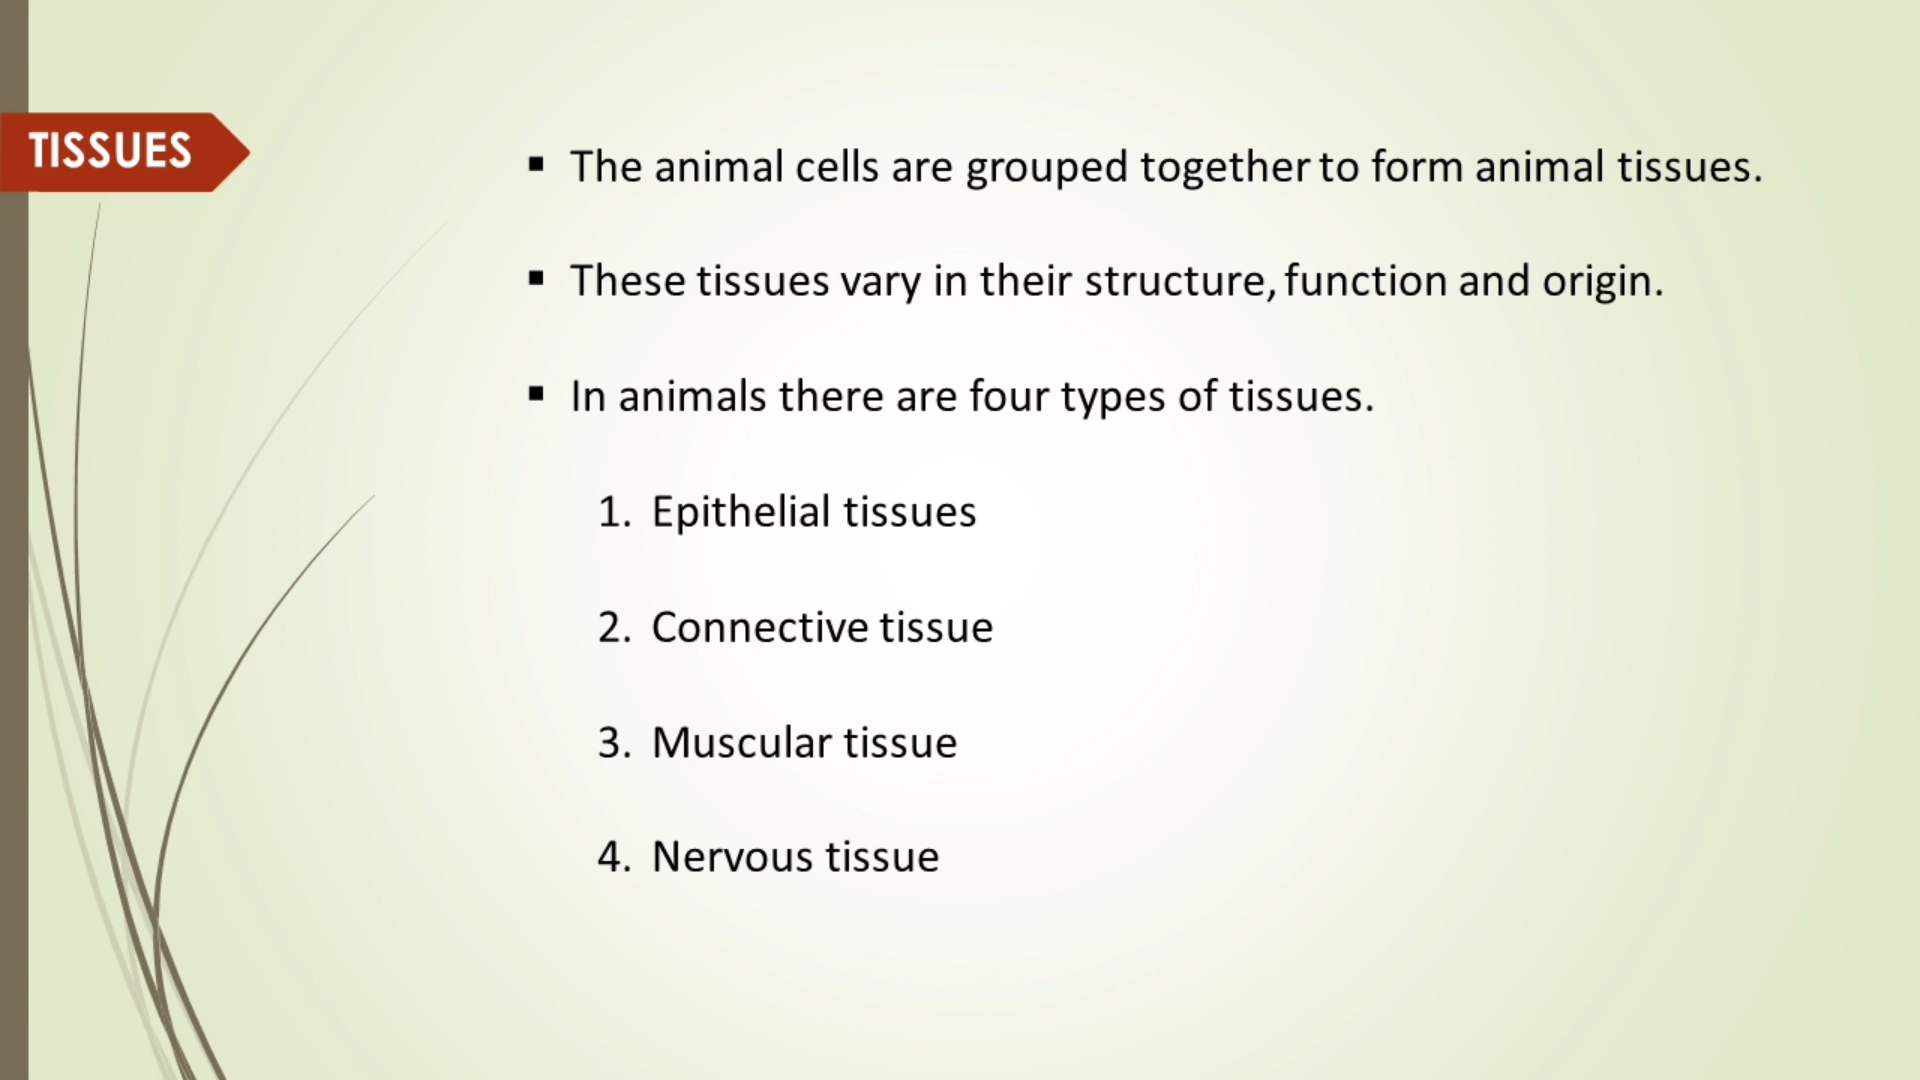 TISSUES
▪ The animal cells are grouped together to form animal tissues.
▪ These tissues vary in their structure, function and origin.
▪ In animals there are four types of tissues.
1. Epithelial tissues
2. Connective tissue
3. Muscular tissue
4. Nervous tissue